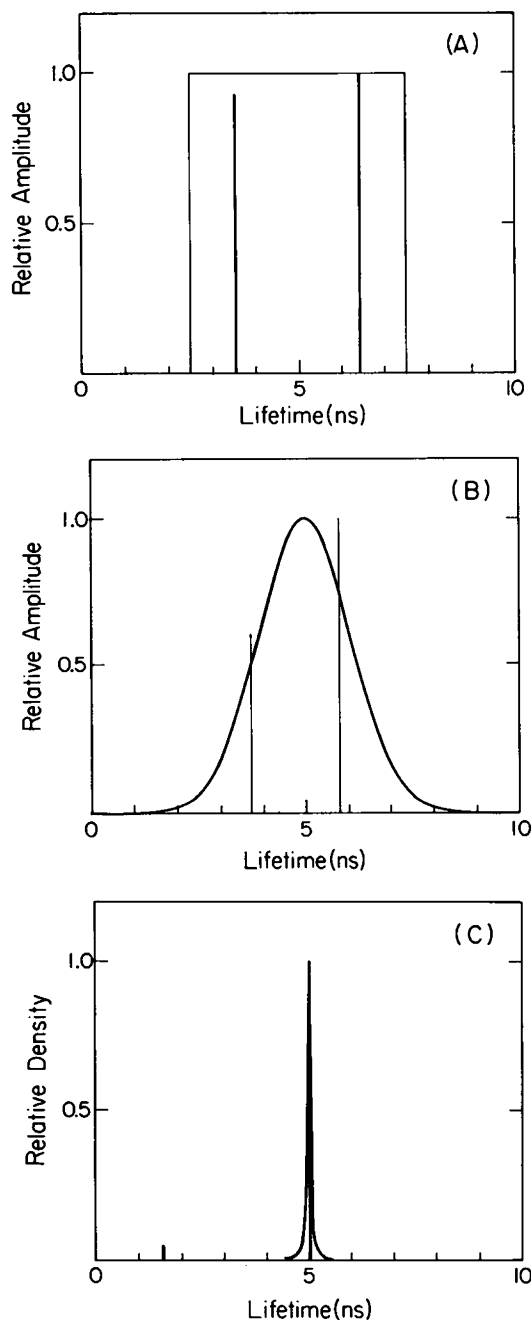 (A)
Relative Amplitude
1.0
0.5
0 5 10
Lifetime(ns)
(B)
Relative Amplitude
1.0
0.5
0 5 10
Lifetime(ns)
(C)
Relative Density
1.0
0.5
0 5 10
Lifetime(ns)